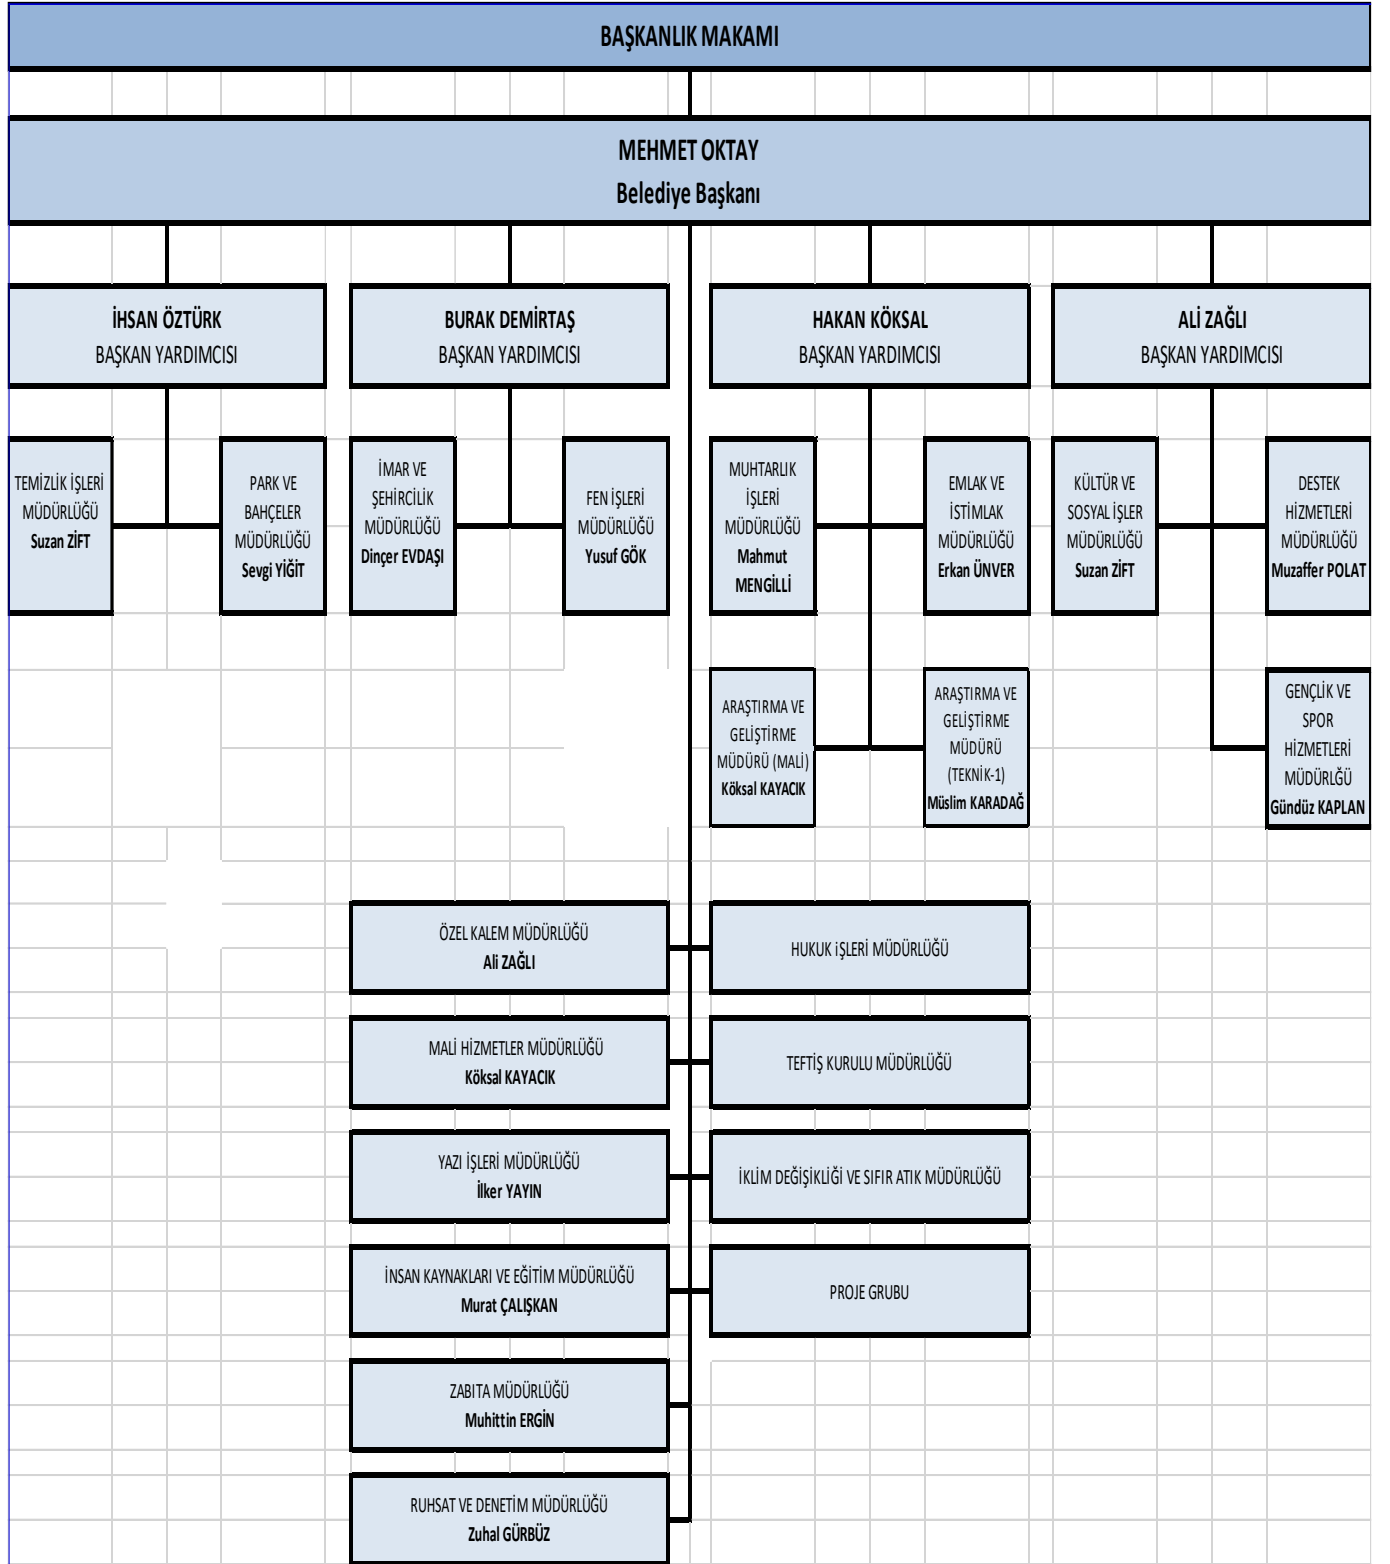 BAŞKANLIK MAKAMI
MEHMET OKTAY
Belediye Başkanı
İHSAN ÖZTÜRK
BAŞKAN YARDIMCISI
BURAK DEMİRTAŞ
BAŞKAN YARDIMCISI
HAKAN KÖKSAL
BAŞKAN YARDIMCISI
ALİ ZAĞLI
BAŞKAN YARDIMCISI
TEMİZLİK İŞLERİ
MÜDÜRLÜĞÜ
Suzan ZİFT
PARK VE
BAHÇELER
MÜDÜRLÜĞÜ
Sevgi YİĞİT
İMAR VE
ŞEHİRCİLİK
MÜDÜRLÜĞÜ
Dinçer EVDAŞI
FEN İŞLERİ
MÜDÜRLÜĞÜ
Yusuf GÖK
MUHTARLIK
İŞLERİ
MÜDÜRLÜĞÜ
Mahmut
MENGİLLİ
EMLAK VE
İSTİMLAK
MÜDÜRLÜĞÜ
Erkan ÜNVER
KÜLTÜR VE
SOSYAL İŞLER
MÜDÜRLÜĞÜ
Suzan ZİFT
DESTEK
HİZMETLERİ
MÜDÜRLÜĞÜ
Muzaffer POLAT
ARAŞTIRMA VE
GELİŞTİRME
MÜDÜRÜ (MALİ)
Köksal KAYACIK
ARAŞTIRMA VE
GELİŞTİRME
MÜDÜRÜ
(TEKNİK-1)
Müslim KARADAĞ
GENÇLİK VE
SPOR
HİZMETLERİ
MÜDÜRLĞÜ
Gündüz KAPLAN
ÖZEL KALEM MÜDÜRLÜĞÜ
Ali ZAĞLI
HUKUK iŞLERİ MÜDÜRLÜĞÜ
MALİ HİZMETLER MÜDÜRLÜĞÜ
Köksal KAYACIK
TEFTİŞ KURULU MÜDÜRLÜĞÜ
YAZI İŞLERİ MÜDÜRLÜĞÜ
İlker YAYIN
İKLİM DEĞİŞİKLİĞİ VE SIFIR ATIK MÜDÜRLÜĞÜ
İNSAN KAYNAKLARI VE EĞİTİM MÜDÜRLÜĞÜ
Murat ÇALIŞKAN
PROJE GRUBU
ZABITA MÜDÜRLÜĞÜ
Muhittin ERGİN
RUHSAT VE DENETİM MÜDÜRLÜĞÜ
Zuhal GÜRBÜZ